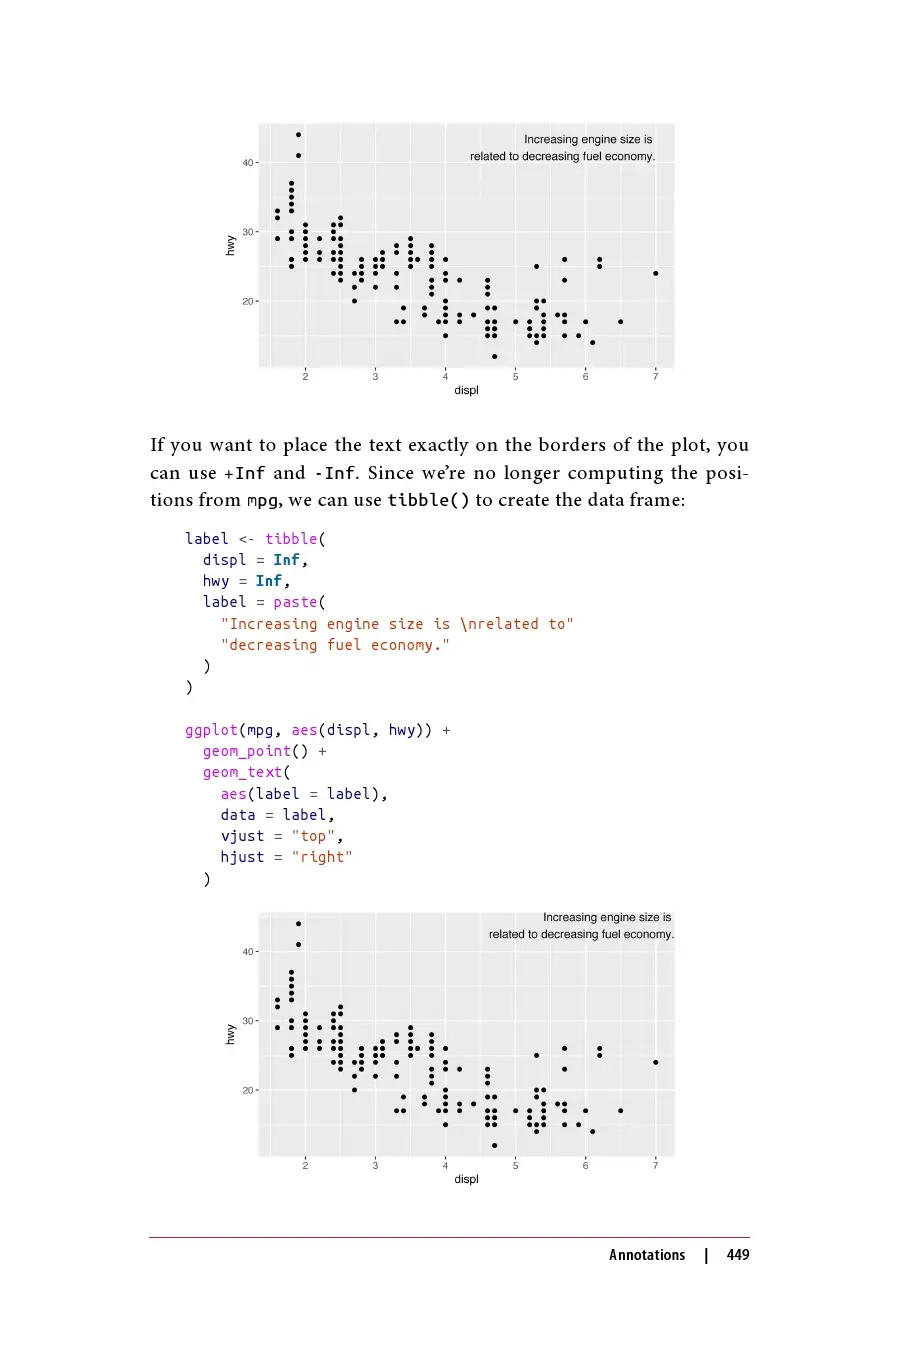 Increasing engine size is
related to decreasing fuel economy.
40
30
20
hwy
2 3 4 5 6 7
displ
If you want to place the text exactly on the borders of the plot, you
can use +Inf and -Inf. Since we’re no longer computing the posi-
tions from mpg, we can use tibble() to create the data frame:
label <- tibble(
displ = Inf,
hwy = Inf,
label = paste(
"Increasing engine size is \nrelated to"
"decreasing fuel economy."
)
)
ggplot(mpg, aes(displ, hwy)) +
geom_point() +
geom_text(
aes(label = label),
data = label,
vjust = "top",
hjust = "right"
)
Increasing engine size is
related to decreasing fuel economy.
40
30
20
hwy
2 3 4 5 6 7
displ
Annotations | 449